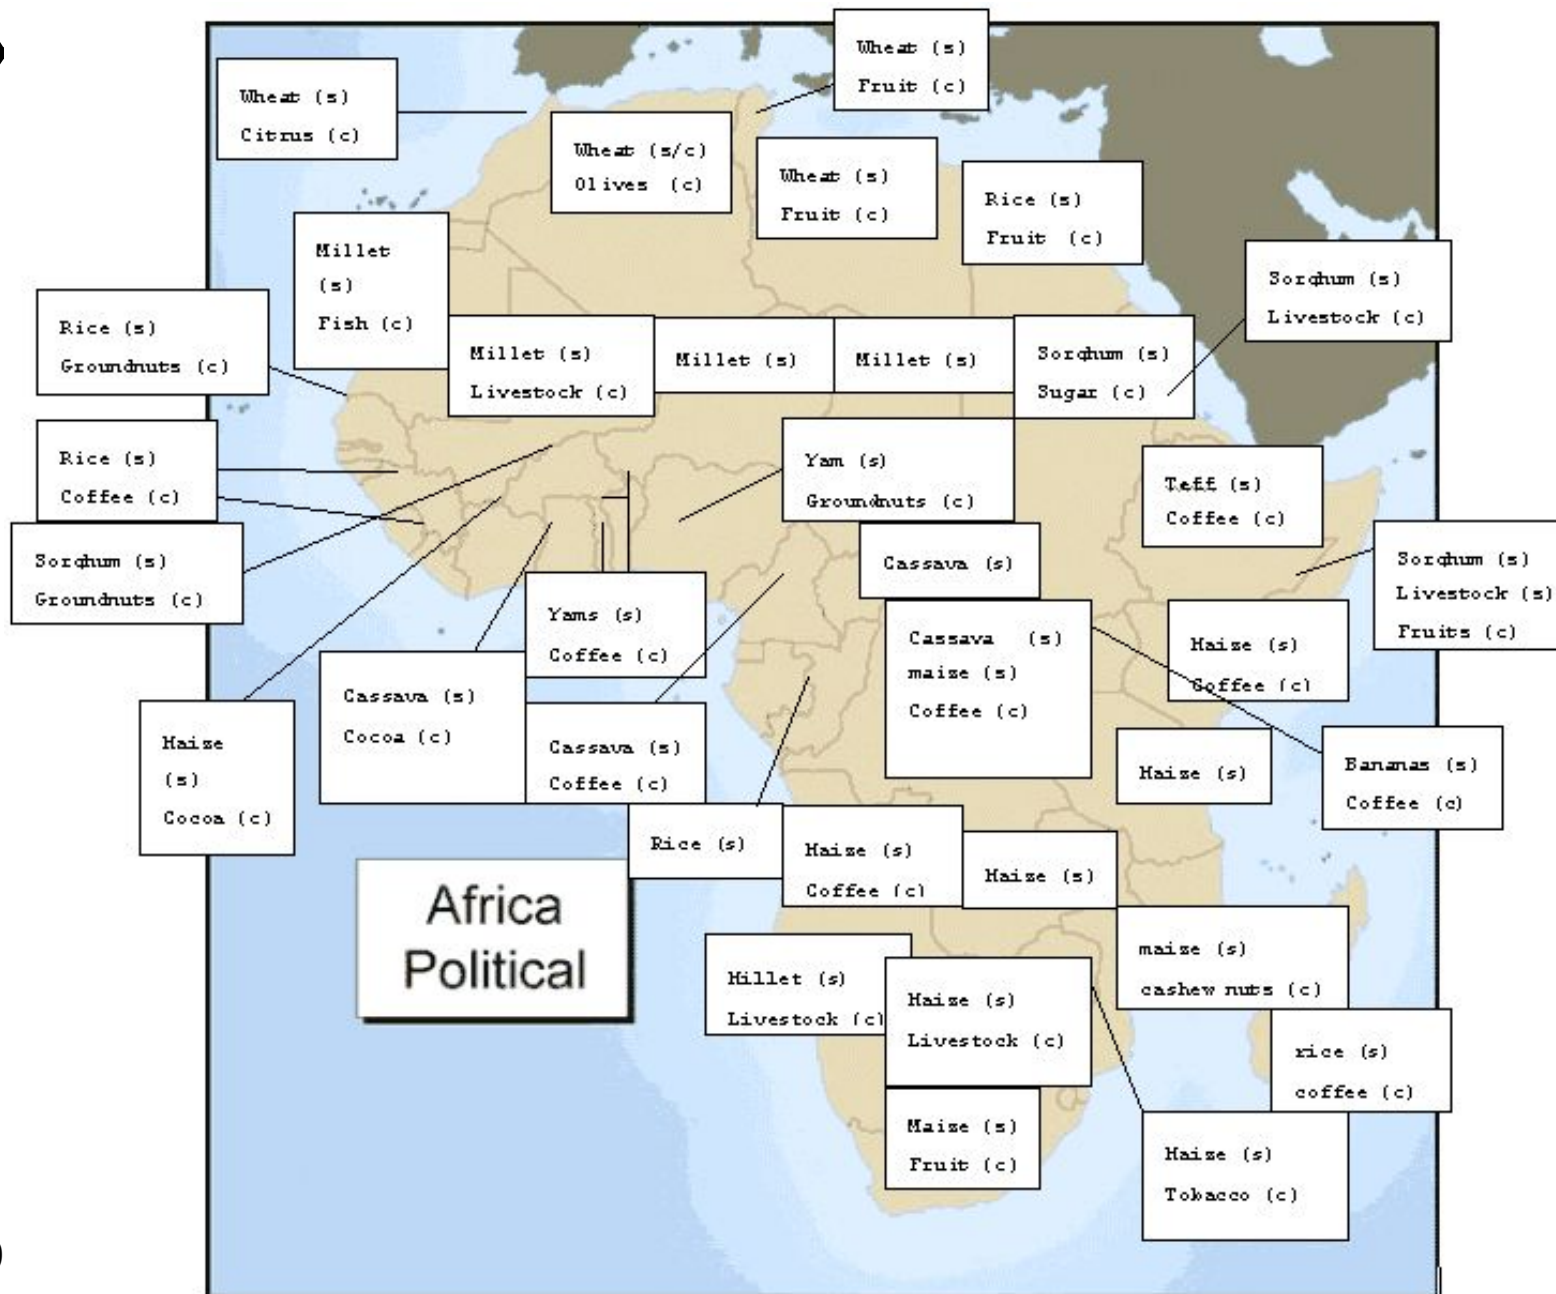 Wheat (s)
Fruit (c)
Wheat (s)
Citrus (c)
Wheat (s/c)
Olives (c)
Wheat (s)
Fruit (c)
Rice (s)
Fruit (c)
Millet
(s)
Fish (c)
Sorghum (s)
Livestock (c)
Rice (s)
Groundnuts (c)
Millet (s)
Livestock (c)
Millet (s)
Millet (s)
Sorghum (s)
Sugar (c)
Rice (s)
Coffee (c)
Yam (s)
Groundnuts (c)
Teff (s)
Coffee (c)
Sorghum (s)
Groundnuts (c)
Cassava (s)
Sorghum (s)
Livestock (s)
Fruits (c)
Yams (s)
Coffee (c)
Cassava (s)
maize (s)
Coffee (c)
Maize (s)
Coffee (c)
Cassava (s)
Cocoa (c)
Maize
(s)
Cocoa (c)
Cassava (s)
Coffee (c)
Maize (s)
Bananas (s)
Coffee (c)
Rice (s)
Maize (s)
Coffee (c)
Maize (s)
Africa
Political
Millet (s)
Livestock (c)
Maize (s)
Livestock (c)
maize (s)
cashew nuts (c)
rice (s)
coffee (c)
Maize (s)
Fruit (c)
Maize (s)
Tobacco (c)